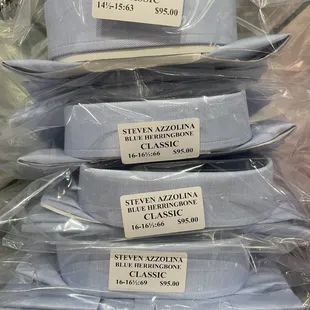 CLASSIC
14½-15:63 $95.00
STEVEN AZZOLINA
BLUE HERRINGBONE
CLASSIC
16-16½:66 $95.00
STEVEN AZZOLINA
BLUE HERRINGBONE
CLASSIC
16-16½:66 $95.00
STEVEN AZZOLINA
BLUE HERRINGBONE
CLASSIC
16-16½:69 $95.00